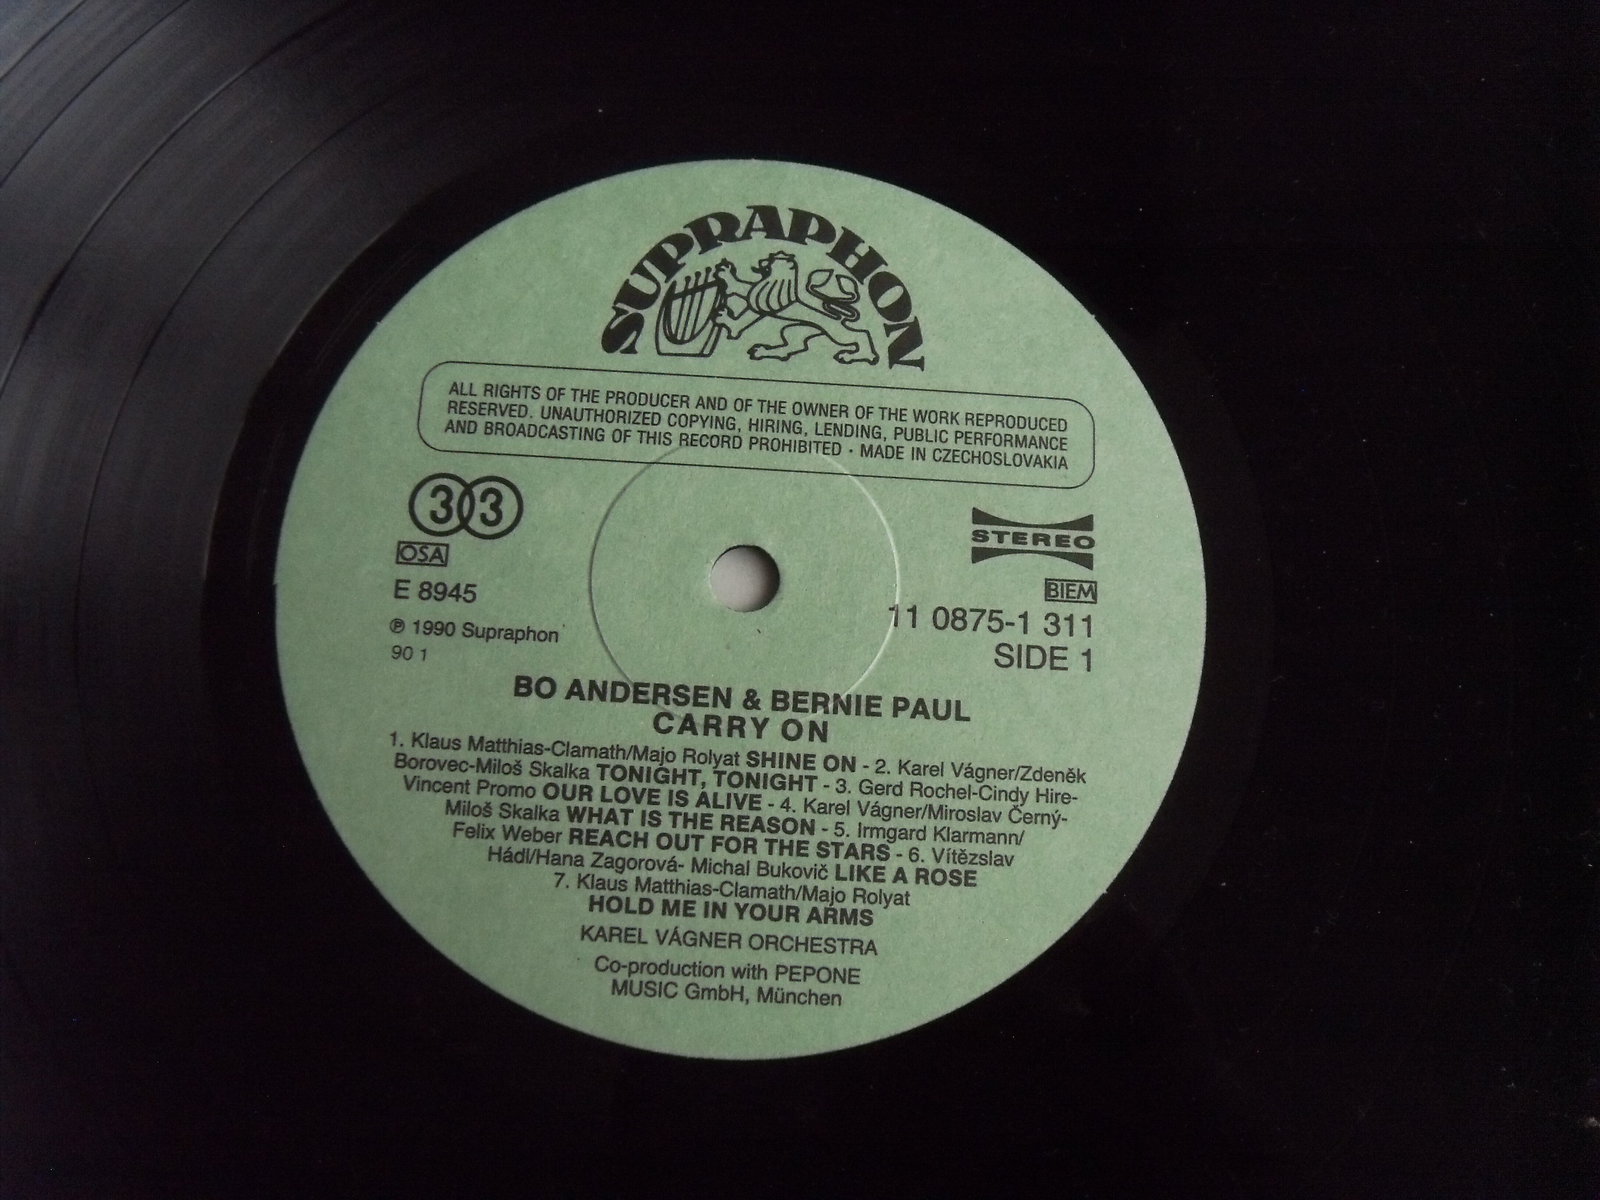 SUPRAPHON
ALL RIGHTS OF THE PRODUCER AND OF THE OWNER OF THE WORK REPRODUCED
RESERVED. UNAUTHORIZED COPYING, HIRING, LENDING, PUBLIC PERFORMANCE
AND BROADCASTING OF THIS RECORD PROHIBITED · MADE IN CZECHOSLOVAKIA
33
STEREO
OSA
E 8945
℗ 1990 Supraphon
90 1
BIEM
11 0875-1 311
SIDE 1
BO ANDERSEN & BERNIE PAUL
CARRY ON
1. Klaus Matthias-Clamath/Majo Rolyat SHINE ON - 2. Karel Vágner/Zdeněk
Borovec-Miloš Skalka TONIGHT, TONIGHT - 3. Gerd Rochel-Cindy Hire-
Vincent Promo OUR LOVE IS ALIVE - 4. Karel Vágner/Miroslav Černý-
Miloš Skalka WHAT IS THE REASON - 5. Irmgard Klarmann/
Felix Weber REACH OUT FOR THE STARS - 6. Vítězslav
Hádl/Hana Zagorová- Michal Bukovič LIKE A ROSE
7. Klaus Matthias-Clamath/Majo Rolyat
HOLD ME IN YOUR ARMS
KAREL VÁGNER ORCHESTRA
Co-production with PEPONE
MUSIC GmbH, München